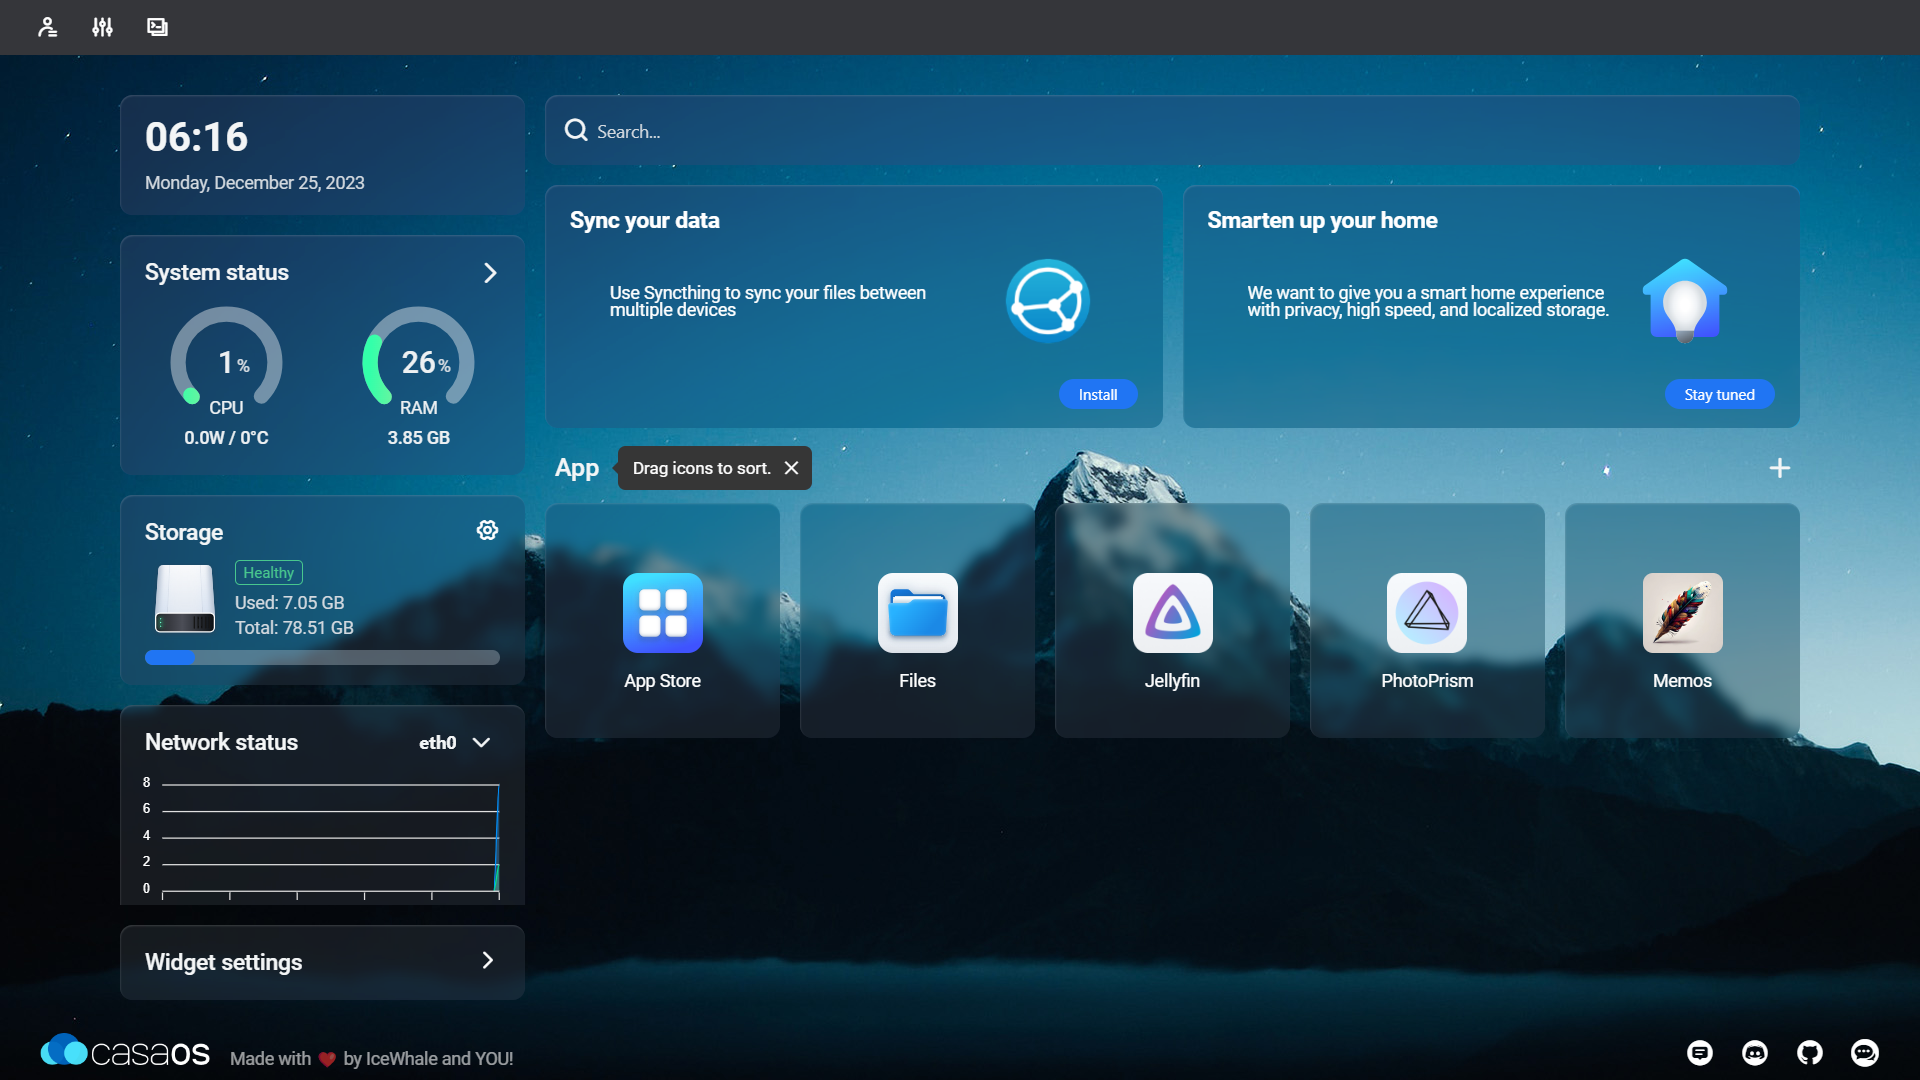 06:16
Monday, December 25, 2023
System status
1%
CPU
0.0W / 0°C
26%
RAM
3.85 GB
Storage
Healthy
Used: 7.05 GB
Total: 78.51 GB
Network status
eth0
8
6
4
2
0
Widget settings
Search...
Sync your data
Use Syncthing to sync your files between
multiple devices
Install
Smarten up your home
We want to give you a smart home experience
with privacy, high speed, and localized storage.
Stay tuned
App
Drag icons to sort.
App Store
Files
Jellyfin
PhotoPrism
Memos
casaos
Made with ❤ by IceWhale and YOU!